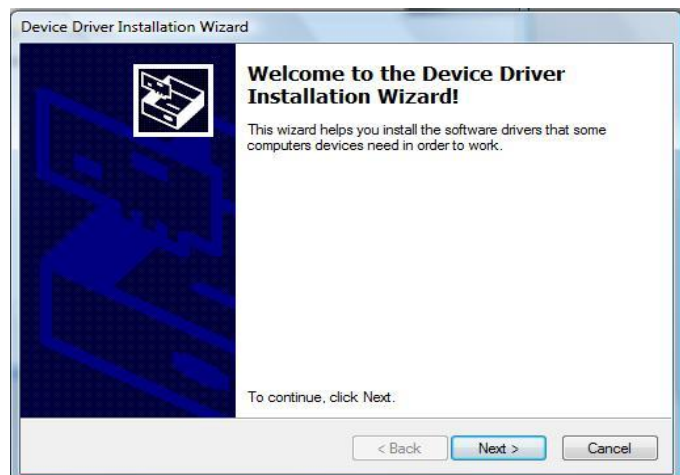 Device Driver Installation Wizard
Welcome to the Device Driver
Installation Wizard!
This wizard helps you install the software drivers that some
computers devices need in order to work.
To continue, click Next.
< Back
Next >
Cancel